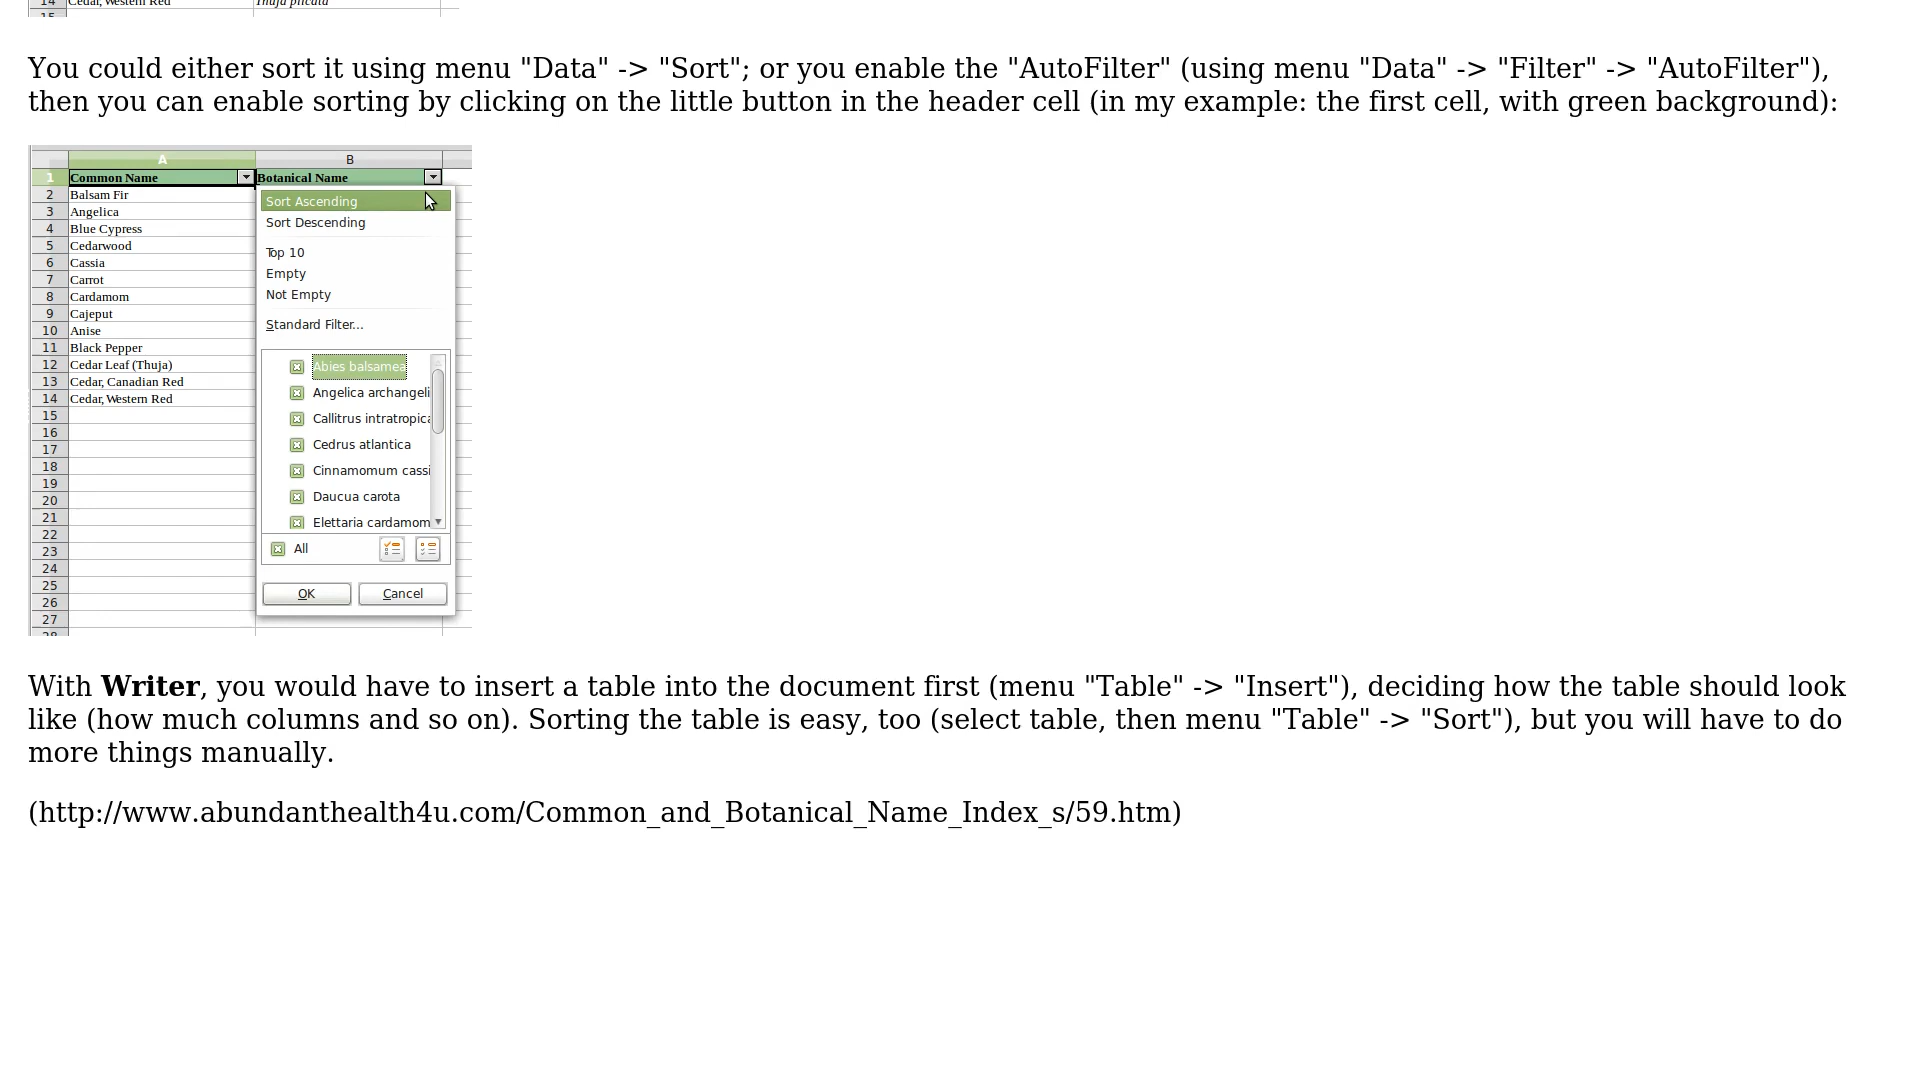 14 Cedar, Western Red Thuja plicata
15
You could either sort it using menu "Data" -> "Sort"; or you enable the "AutoFilter" (using menu "Data" -> "Filter" -> "AutoFilter"),
then you can enable sorting by clicking on the little button in the header cell (in my example: the first cell, with green background):
A B
1 Common Name Botanical Name
2 Balsam Fir
3 Angelica
4 Blue Cypress
5 Cedarwood
6 Cassia
7 Carrot
8 Cardamom
9 Cajeput
10 Anise
11 Black Pepper
12 Cedar Leaf (Thuja)
13 Cedar, Canadian Red
14 Cedar, Western Red
15
16
17
18
19
20
21
22
23
24
25
26
27
28
Sort Ascending
Sort Descending
Top 10
Empty
Not Empty
Standard Filter...
Abies balsamea
Angelica archangeli
Callitrus intratropica
Cedrus atlantica
Cinnamomum cassi
Daucua carota
Elettaria cardamom
All
OK Cancel
With Writer, you would have to insert a table into the document first (menu "Table" -> "Insert"), deciding how the table should look
like (how much columns and so on). Sorting the table is easy, too (select table, then menu "Table" -> "Sort"), but you will have to do
more things manually.
(http://www.abundanthealth4u.com/Common_and_Botanical_Name_Index_s/59.htm)